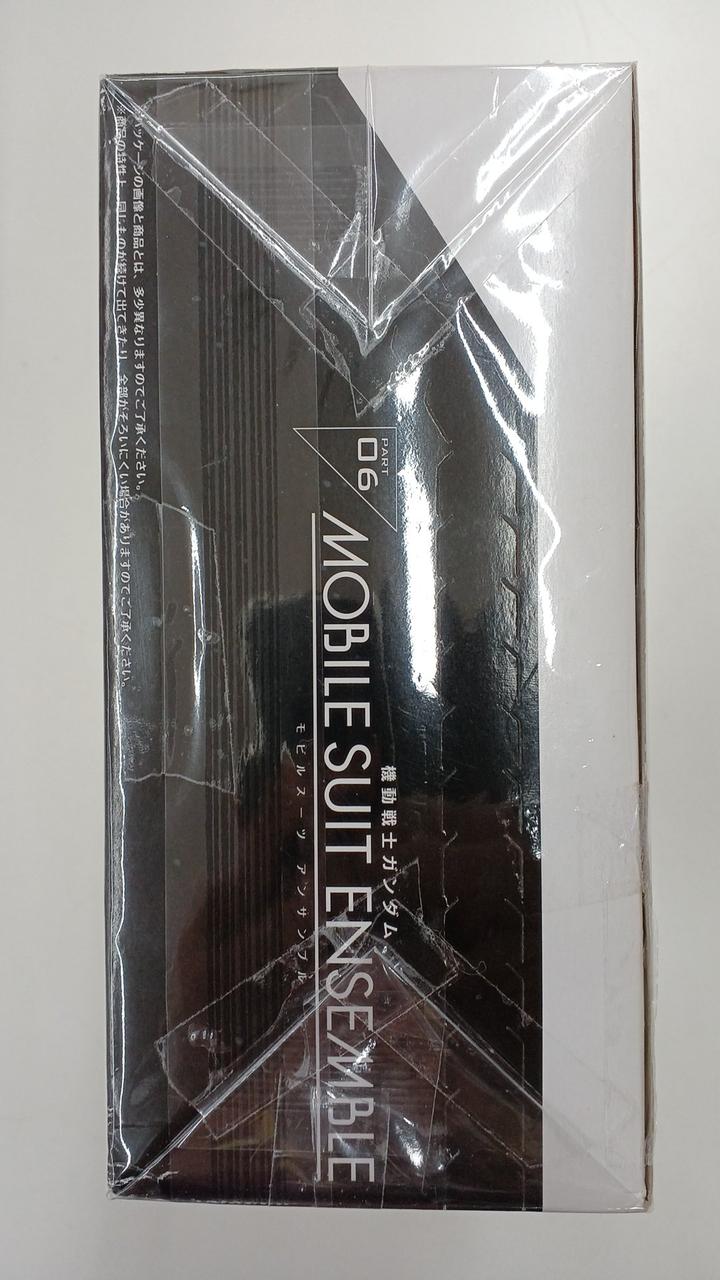 PART
06
機動戦士ガンダム
MOBILE SUIT ENSEMBLE
モビルスーツ アンサンブル
※パッケージの画像と商品とは、多少異なりますのでご了承ください。
※商品の特性上、同じものが続けて出てきたり、全部がそろいにくい場合がありますのでご了承ください。